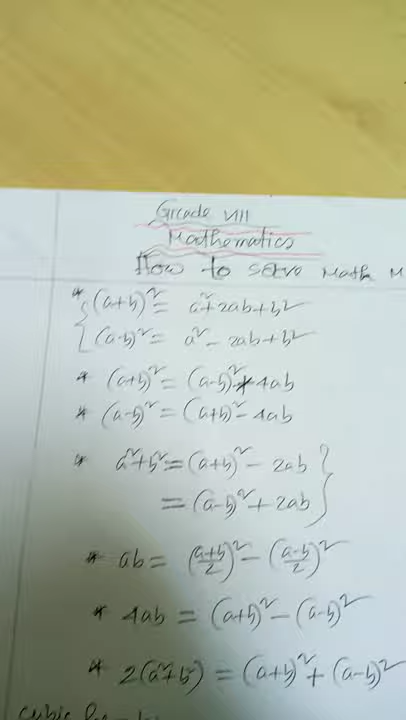 Grade VIII
Mathematics
How to solve Math M
* (a+b)² = a²+2ab+b²
(a-b)² = a² - 2ab+b²
* (a+b)² = (a-b)² + 4ab
* (a-b)² = (a+b)² - 4ab
* a²+b² = (a+b)² - 2ab
= (a-b)² + 2ab
* ab = (a+b/2)² - (a-b/2)²
* 4ab = (a+b)² - (a-b)²
* 2(a²+b²) = (a+b)² + (a-b)²
cubic